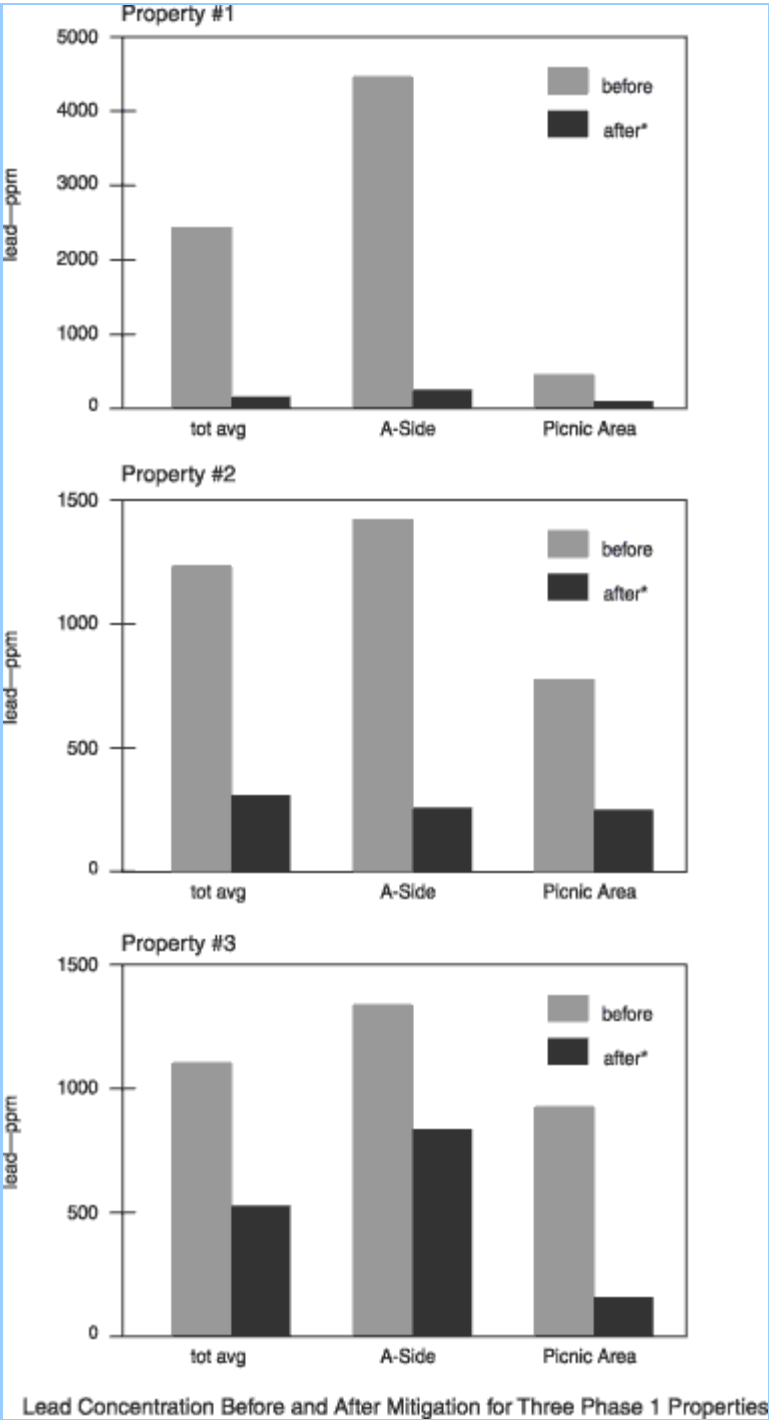 Property #1
5000
4000
3000
2000
1000
0
lead—ppm
before
after*
tot avg
A-Side
Picnic Area
Property #2
1500
1000
500
0
lead—ppm
before
after*
tot avg
A-Side
Picnic Area
Property #3
1500
1000
500
0
lead—ppm
before
after*
tot avg
A-Side
Picnic Area
Lead Concentration Before and After Mitigation for Three Phase 1 Properties